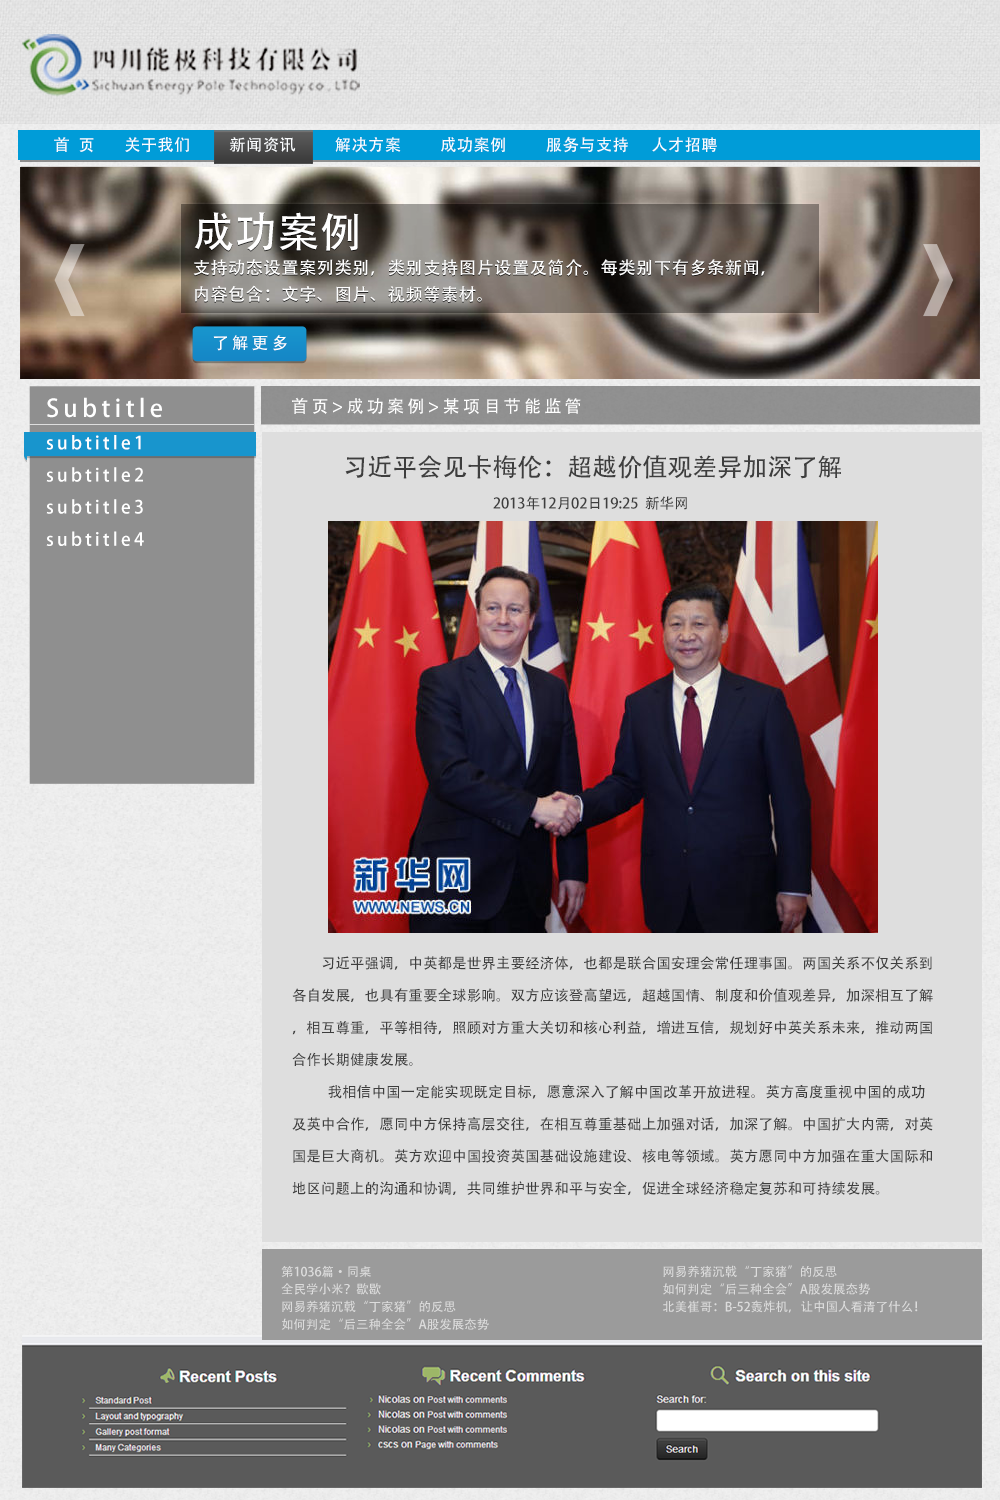 四川能极科技有限公司
Sichuan Energy Pole Technology co., LTD
首 页 关于我们 新闻资讯 解决方案 成功案例 服务与支持 人才招聘
成功案例
支持动态设置案列类别，类别支持图片设置及简介。每类别下有多条新闻，
内容包含：文字、图片、视频等素材。
了解更多
Subtitle
subtitle1
subtitle2
subtitle3
subtitle4
首页>成功案例>某项目节能监管
习近平会见卡梅伦：超越价值观差异加深了解
2013年12月02日19:25 新华网
新华网
WWW.NEWS.CN
习近平强调，中英都是世界主要经济体，也都是联合国安理会常任理事国。两国关系不仅关系到
各自发展，也具有重要全球影响。双方应该登高望远，超越国情、制度和价值观差异，加深相互了解
，相互尊重，平等相待，照顾对方重大关切和核心利益，增进互信，规划好中英关系未来，推动两国
合作长期健康发展。
我相信中国一定能实现既定目标，愿意深入了解中国改革开放进程。英方高度重视中国的成功
及英中合作，愿同中方保持高层交往，在相互尊重基础上加强对话，加深了解。中国扩大内需，对英
国是巨大商机。英方欢迎中国投资英国基础设施建设、核电等领域。英方愿同中方加强在重大国际和
地区问题上的沟通和协调，共同维护世界和平与安全，促进全球经济稳定复苏和可持续发展。
第1036篇·同桌
全民学小米？歇歇
网易养猪沉戟“丁家猪”的反思
如何判定“后三种全会”A股发展态势
网易养猪沉戟“丁家猪”的反思
如何判定“后三种全会”A股发展态势
北美崔哥：B-52轰炸机，让中国人看清了什么！
Recent Posts
Standard Post
Layout and typography
Gallery post format
Many Categories
Recent Comments
Nicolas on Post with comments
Nicolas on Post with comments
Nicolas on Post with comments
cscs on Page with comments
Search on this site
Search for:
Search